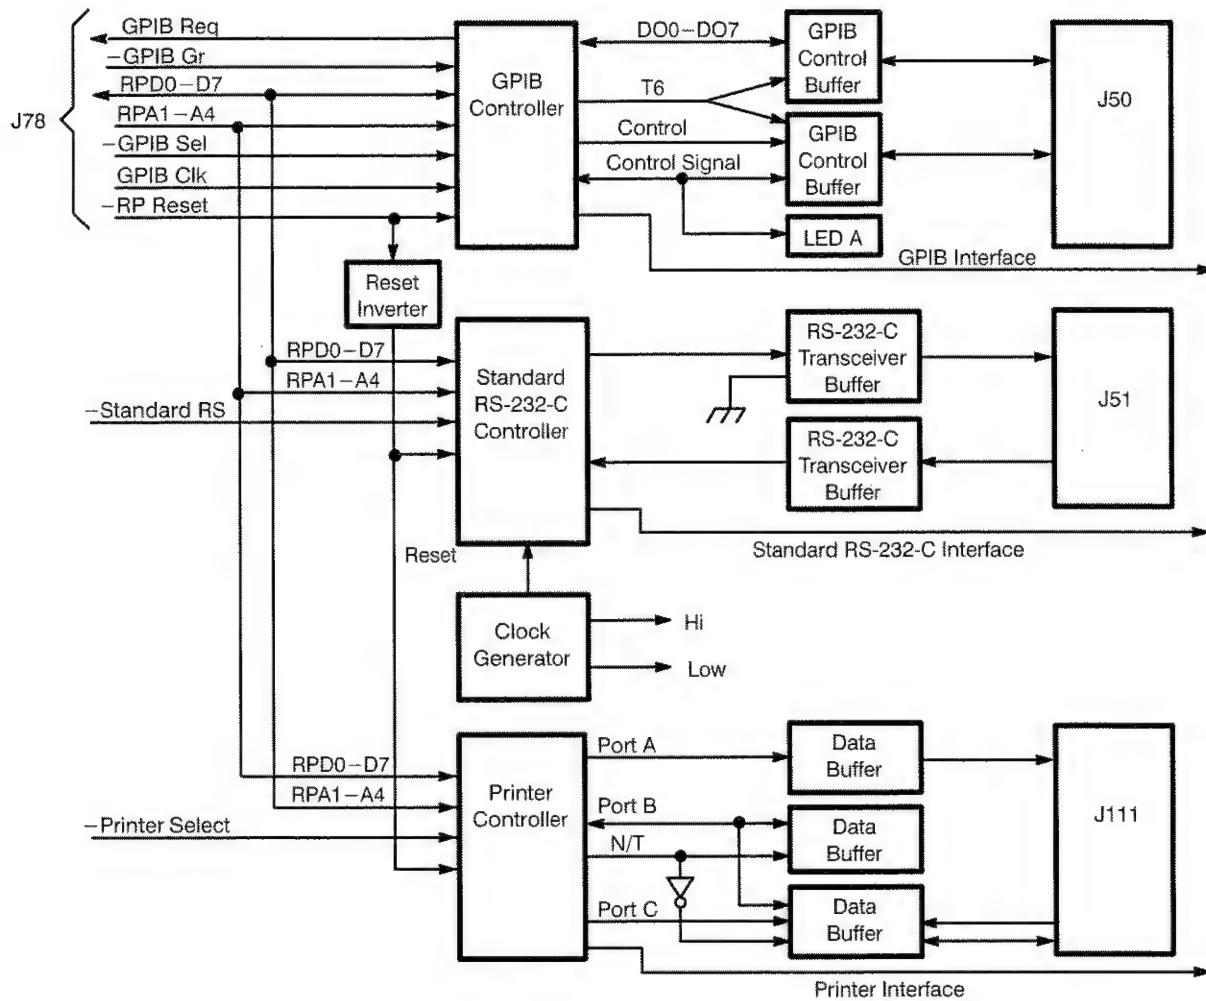 GPIB Req
−GPIB Gr
RPD0−D7
RPA1−A4
−GPIB Sel
GPIB Clk
−RP Reset
J78
GPIB
Controller
DO0−DO7
T6
Control
Control Signal
GPIB
Control
Buffer
GPIB
Control
Buffer
LED A
J50
GPIB Interface
Reset
Inverter
RPD0−D7
RPA1−A4
−Standard RS
Standard
RS-232-C
Controller
RS-232-C
Transceiver
Buffer
RS-232-C
Transceiver
Buffer
J51
Standard RS-232-C Interface
Reset
Clock
Generator
Hi
Low
RPD0−D7
RPA1−A4
−Printer Select
Printer
Controller
Port A
Port B
N/T
Port C
Data
Buffer
Data
Buffer
Data
Buffer
J111
Printer Interface